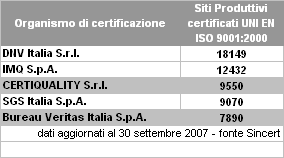 Organismo di certificazione
Siti Produttivi
certificati UNI EN
ISO 9001:2000
DNV Italia S.r.l. 18149
IMQ S.p.A. 12432
CERTIQUALITY S.r.l. 9550
SGS Italia S.p.A. 9070
Bureau Veritas Italia S.p.A. 7890
dati aggiornati al 30 settembre 2007 - fonte Sincert